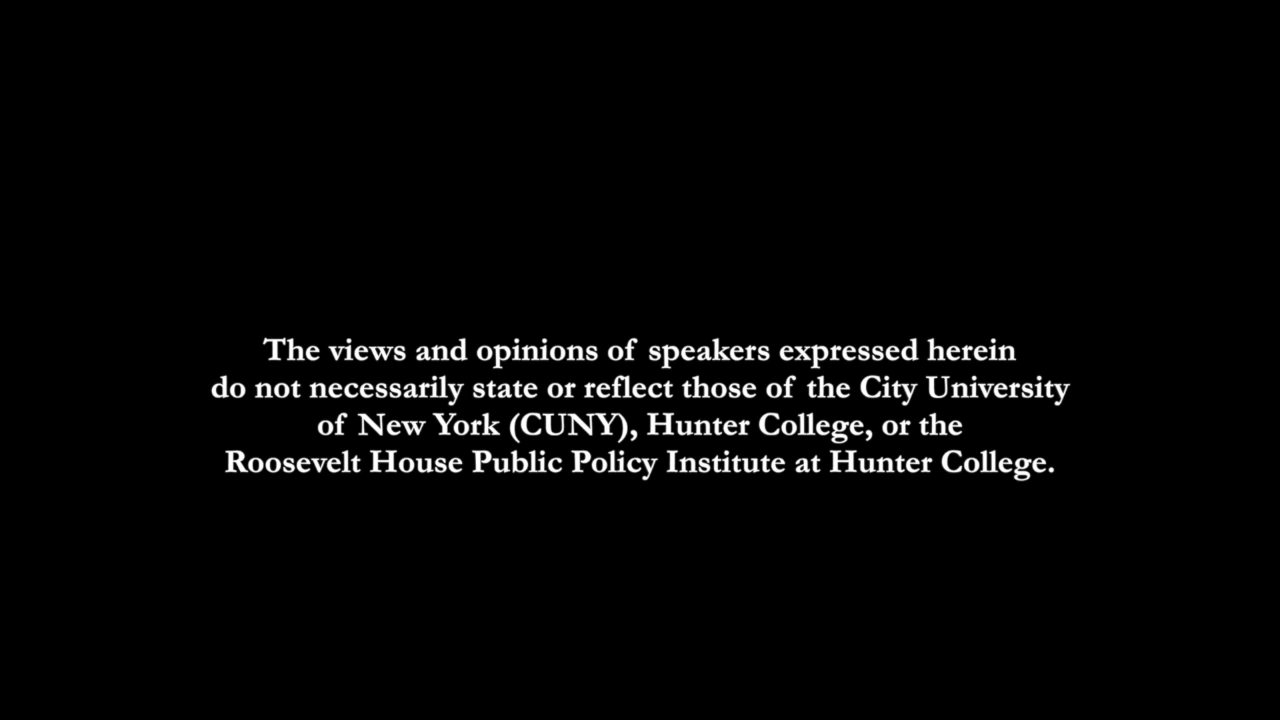 The views and opinions of speakers expressed herein
do not necessarily state or reflect those of the City University
of New York (CUNY), Hunter College, or the
Roosevelt House Public Policy Institute at Hunter College.